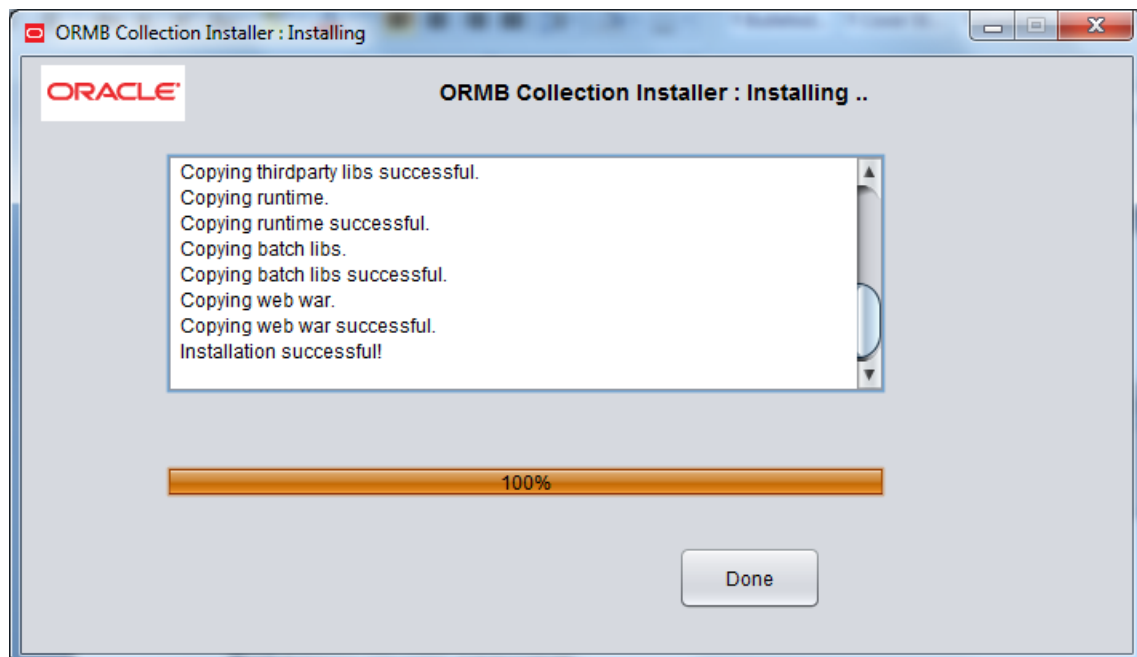 ORMB Collection Installer : Installing
ORACLE
ORMB Collection Installer : Installing ..
Copying thirdparty libs successful.
Copying runtime.
Copying runtime successful.
Copying batch libs.
Copying batch libs successful.
Copying web war.
Copying web war successful.
Installation successful!
100%
Done